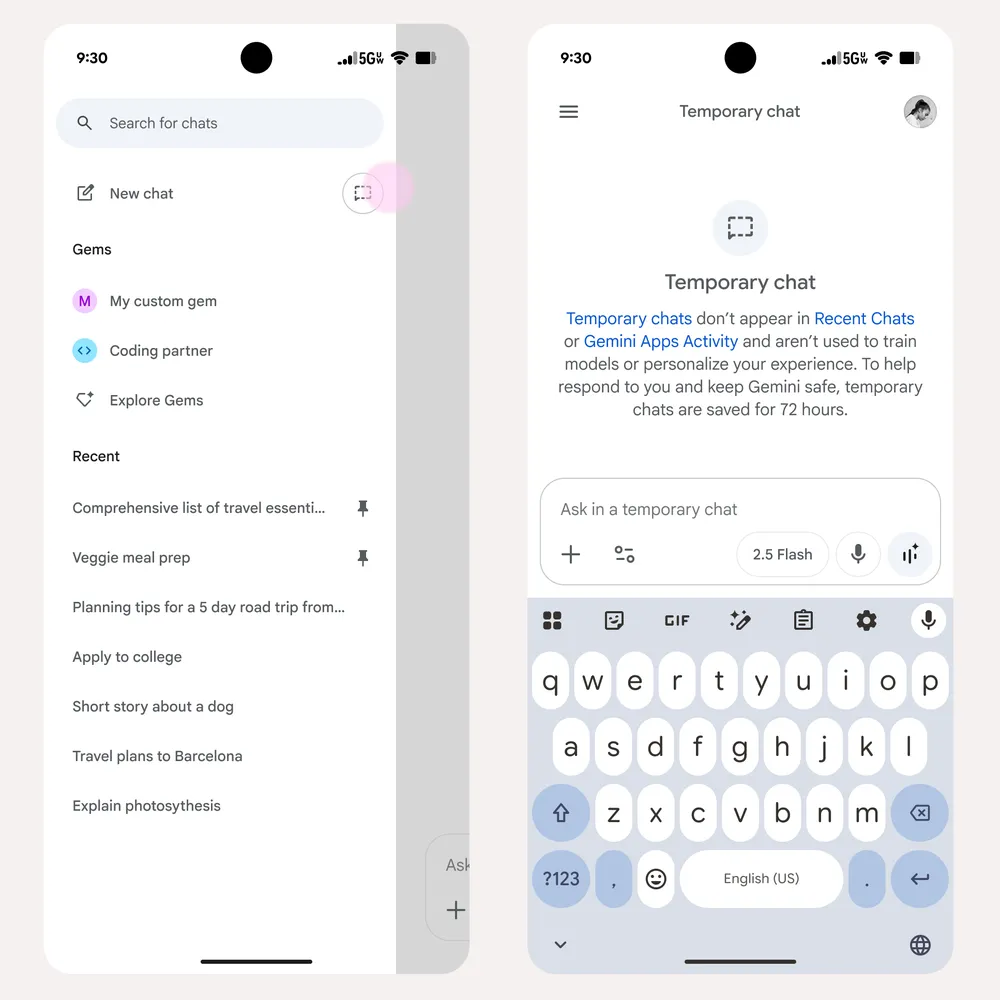 9:30
5G UW
Search for chats
New chat
Gems
M My custom gem
<> Coding partner
Explore Gems
Recent
Comprehensive list of travel essenti...
Veggie meal prep
Planning tips for a 5 day road trip from...
Apply to college
Short story about a dog
Travel plans to Barcelona
Explain photosythesis
Ask
9:30
5G UW
Temporary chat
Temporary chat
Temporary chats don’t appear in Recent Chats
or Gemini Apps Activity and aren’t used to train
models or personalize your experience. To help
respond to you and keep Gemini safe, temporary
chats are saved for 72 hours.
Ask in a temporary chat
2.5 Flash
GIF
q w e r t y u i o p
a s d f g h j k l
z x c v b n m
?123 , English (US) .